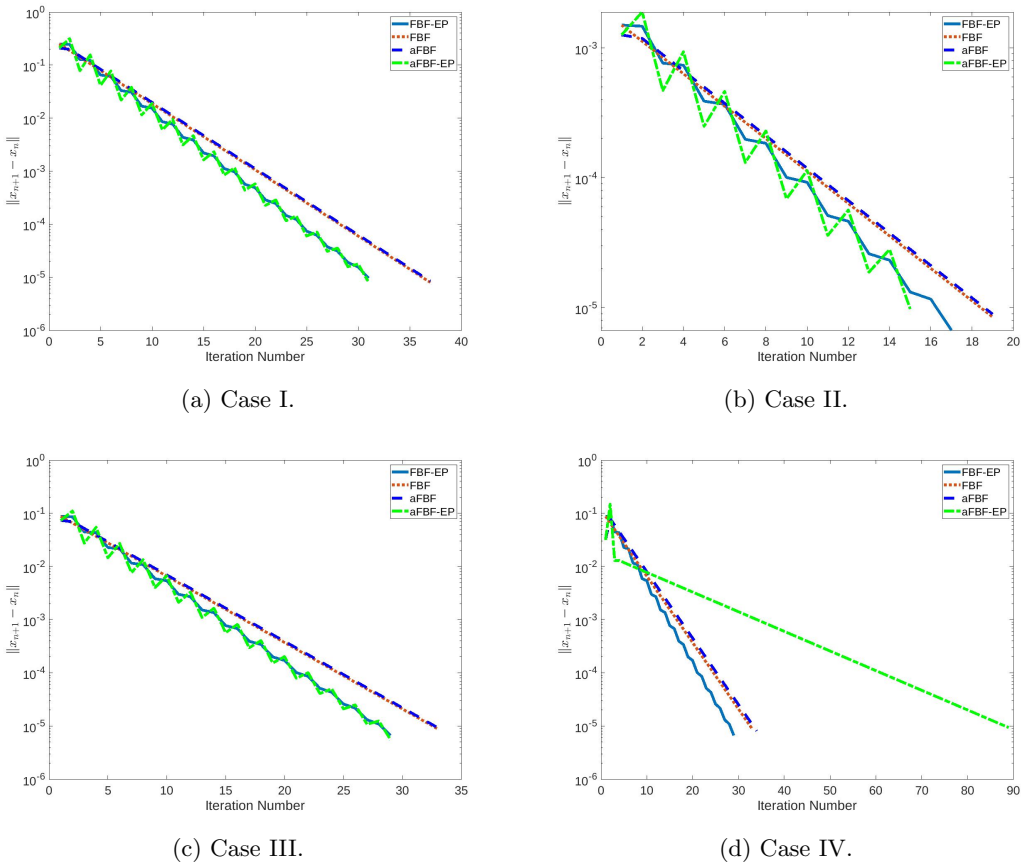 10^0
10^-1
10^-2
10^-3
10^-4
10^-5
10^-6
‖x_{n+1} − x_n‖
0 5 10 15 20 25 30 35 40
Iteration Number
FBF-EP
FBF
aFBF
aFBF-EP
(a) Case I.
10^-3
10^-4
10^-5
‖x_{n+1} − x_n‖
0 2 4 6 8 10 12 14 16 18 20
Iteration Number
FBF-EP
FBF
aFBF
aFBF-EP
(b) Case II.
10^0
10^-1
10^-2
10^-3
10^-4
10^-5
10^-6
‖x_{n+1} − x_n‖
0 5 10 15 20 25 30 35
Iteration Number
FBF-EP
FBF
aFBF
aFBF-EP
(c) Case III.
10^0
10^-1
10^-2
10^-3
10^-4
10^-5
10^-6
‖x_{n+1} − x_n‖
0 10 20 30 40 50 60 70 80 90
Iteration Number
FBF-EP
FBF
aFBF
aFBF-EP
(d) Case IV.